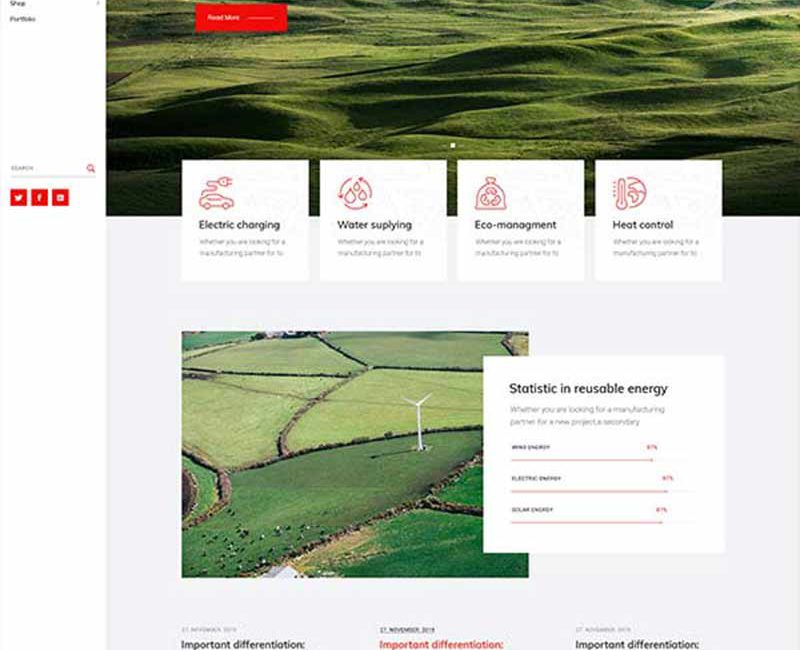 Shop
Portfolio
Read More
SEARCH
Electric charging
Whether you are looking for a
manufacturing partner for to
Water suplying
Whether you are looking for a
manufacturing partner for to
Eco-managment
Whether you are looking for a
manufacturing partner for to
Heat control
Whether you are looking for a
manufacturing partner for to
Statistic in reusable energy
Whether you are looking for a manufacturing
partner for a new project,a secondary
WIND ENERGY
ELECTRIC ENERGY
SOLAR ENERGY
27 NOVEMBER 2019
Important differentiation:
27 NOVEMBER 2019
Important differentiation:
27 NOVEMBER 2019
Important differentiation: